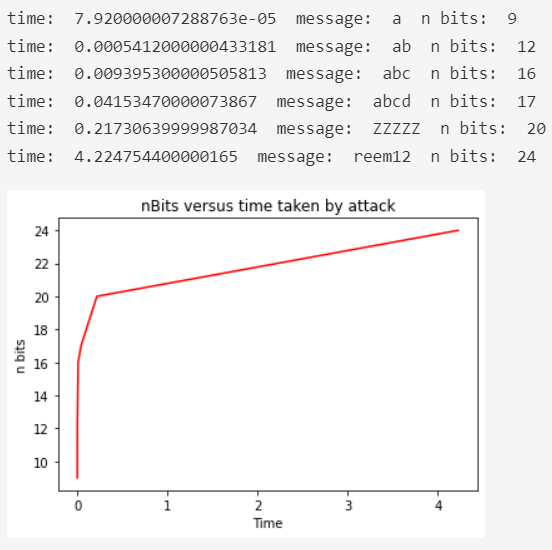 time:  7.920000007288763e-05  message:  a  n bits:  9
time:  0.0005412000000433181  message:  ab  n bits:  12
time:  0.009395300000505813  message:  abc  n bits:  16
time:  0.04153470000073867  message:  abcd  n bits:  17
time:  0.21730639999987034  message:  ZZZZZ  n bits:  20
time:  4.224754400000165  message:  reem12  n bits:  24
nBits versus time taken by attack
24
22
20
18
16
14
12
10
n bits
0 1 2 3 4
Time